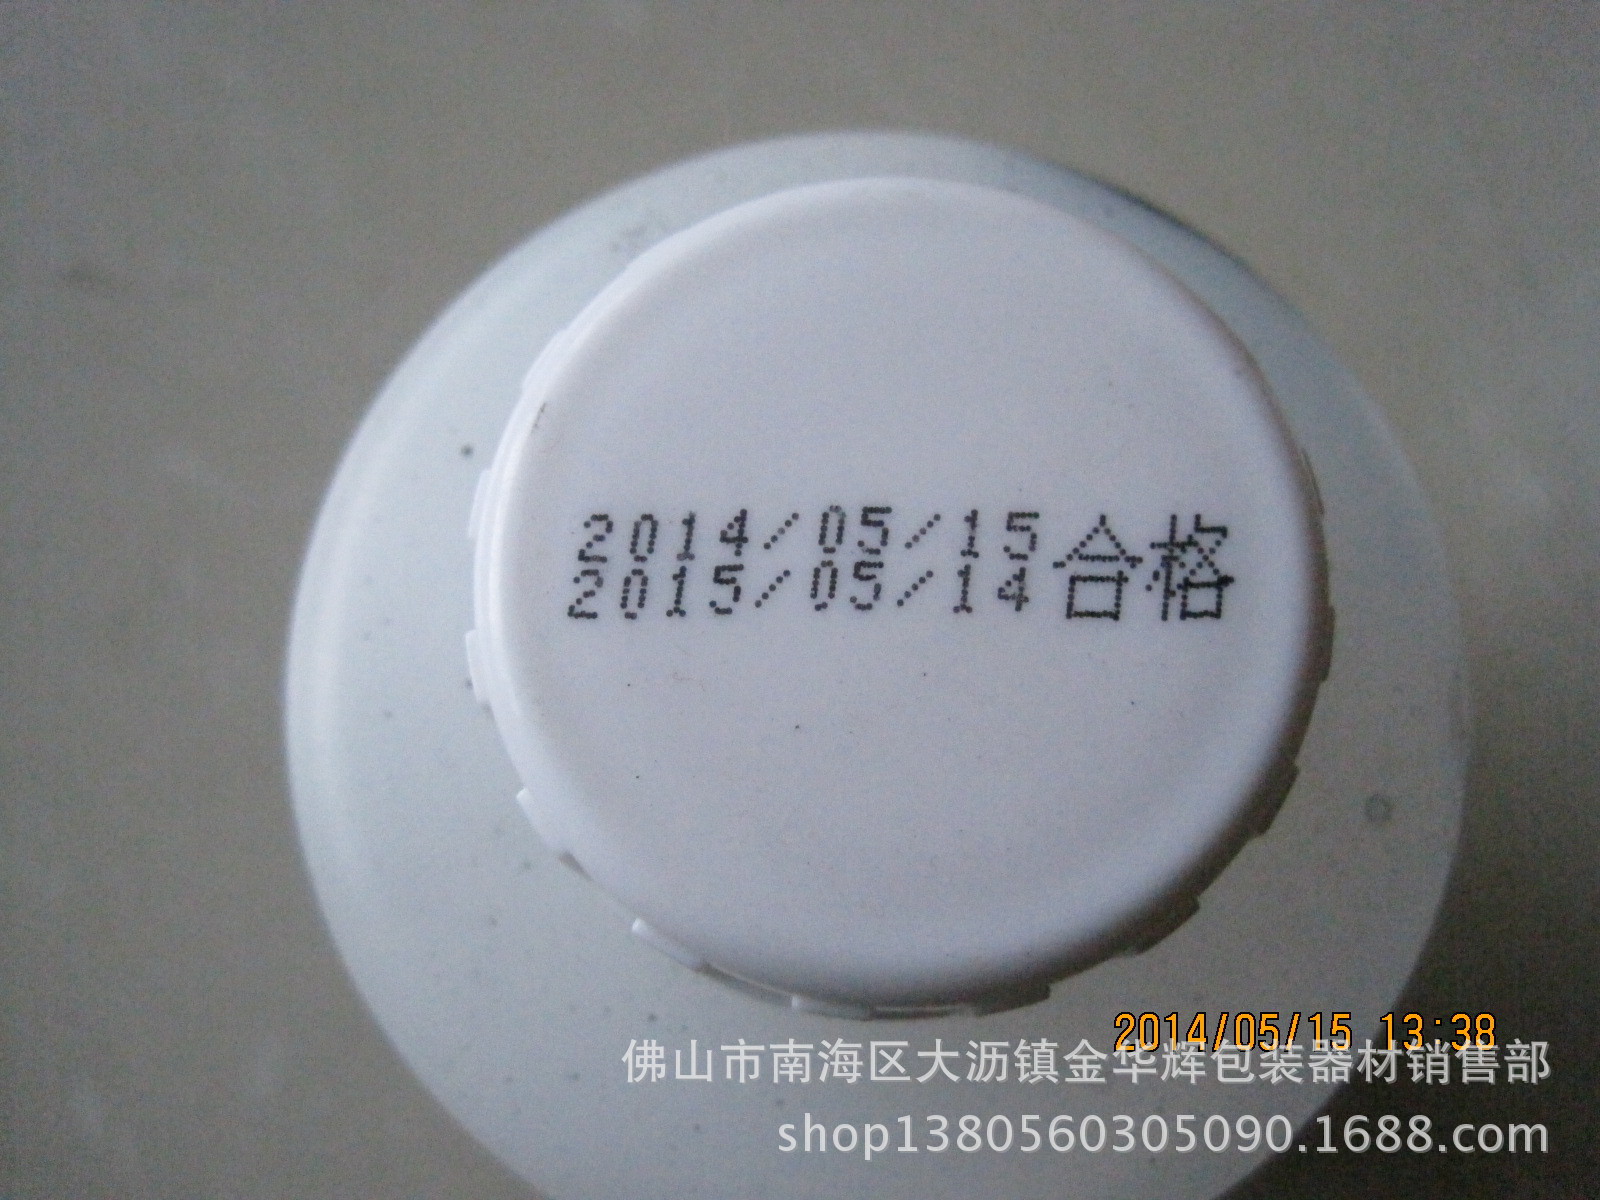 2014/05/15合格
2015/05/14
2014/05/15 13:38
佛山市南海区大沥镇金华辉包装器材销售部
shop1380560305090.1688.com